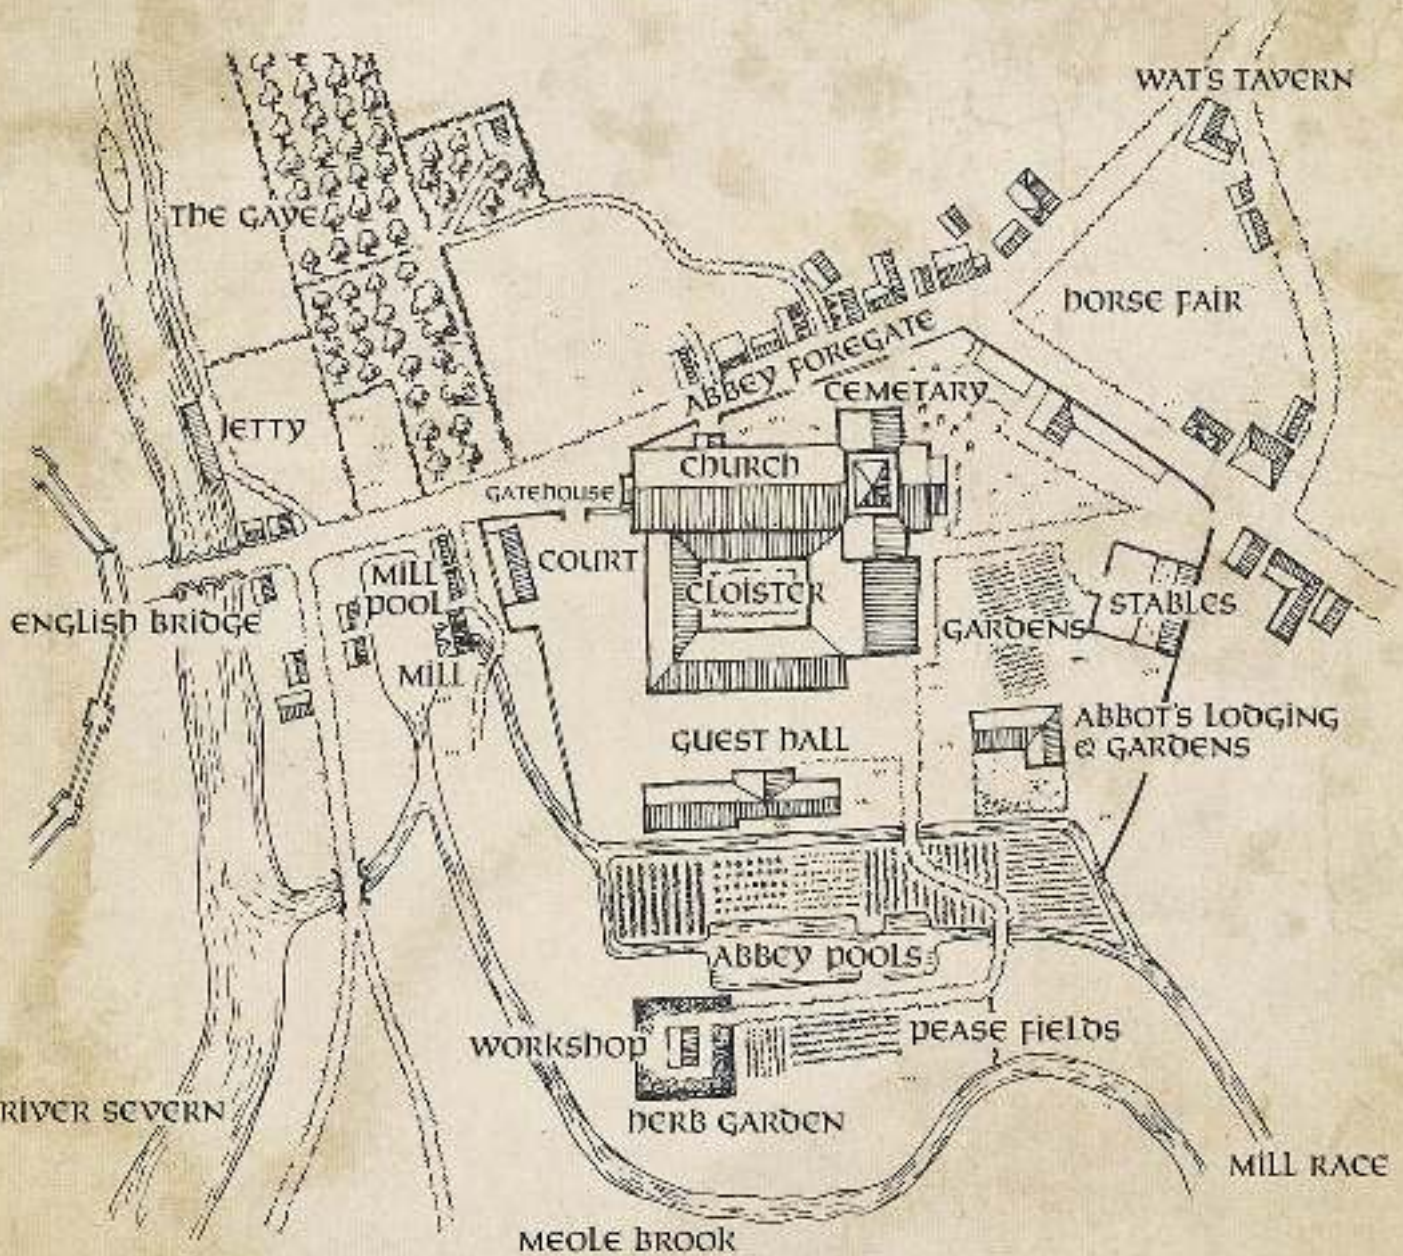 WAT'S TAVERN
THE GAYE
HORSE FAIR
ABBEY FOREGATE
CEMETARY
JETTY
CHURCH
GATEHOUSE
COURT
MILL
POOL
CLOISTER
STABLES
ENGLISH BRIDGE
GARDENS
MILL
ABBOT'S LODGING
& GARDENS
GUEST HALL
ABBEY POOLS
WORKSHOP
PEASE FIELDS
RIVER SEVERN
HERB GARDEN
MILL RACE
MEOLE BROOK